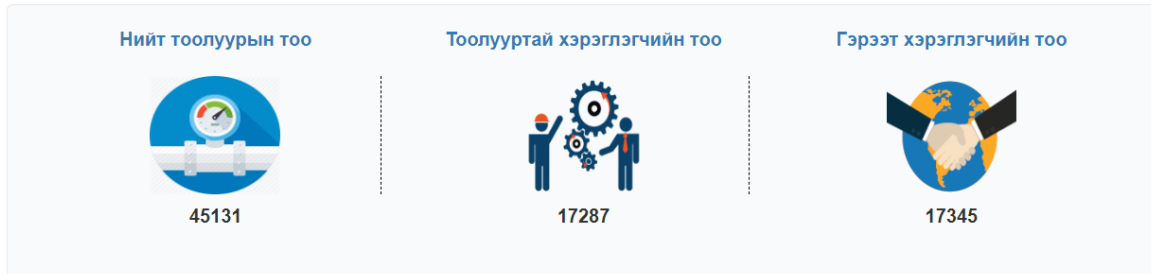 Нийт тоолуурын тоо
Тоолууртай хэрэглэгчийн тоо
Гэрээт хэрэглэгчийн тоо
45131
17287
17345